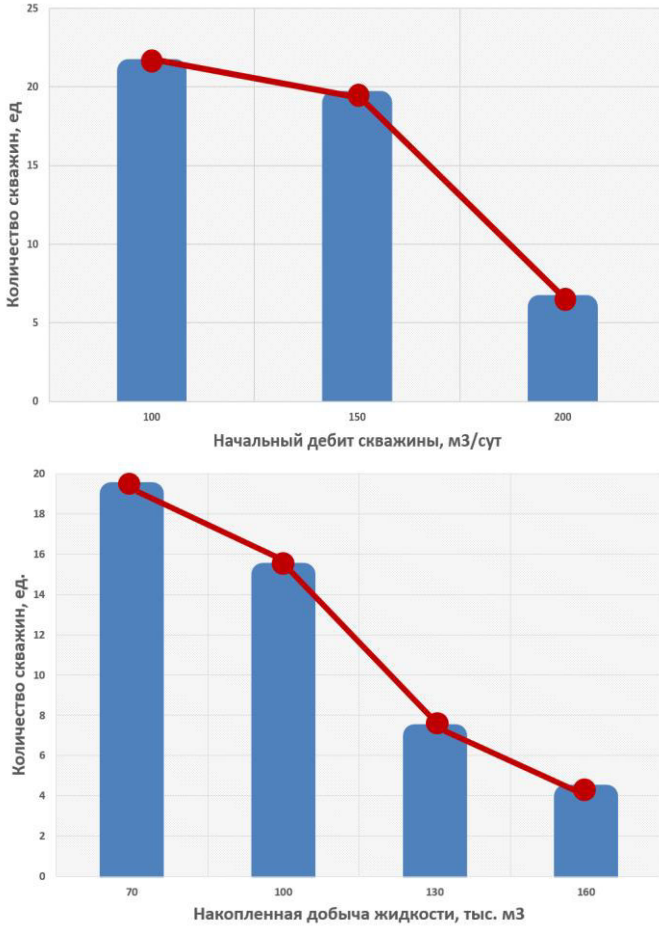 Количество скважин, ед
25
20
15
10
5
0
100 150 200
Начальный дебит скважины, м3/сут
Количество скважин, ед.
20
18
16
14
12
10
8
6
4
2
0
70 100 130 160
Накопленная добыча жидкости, тыс. м3